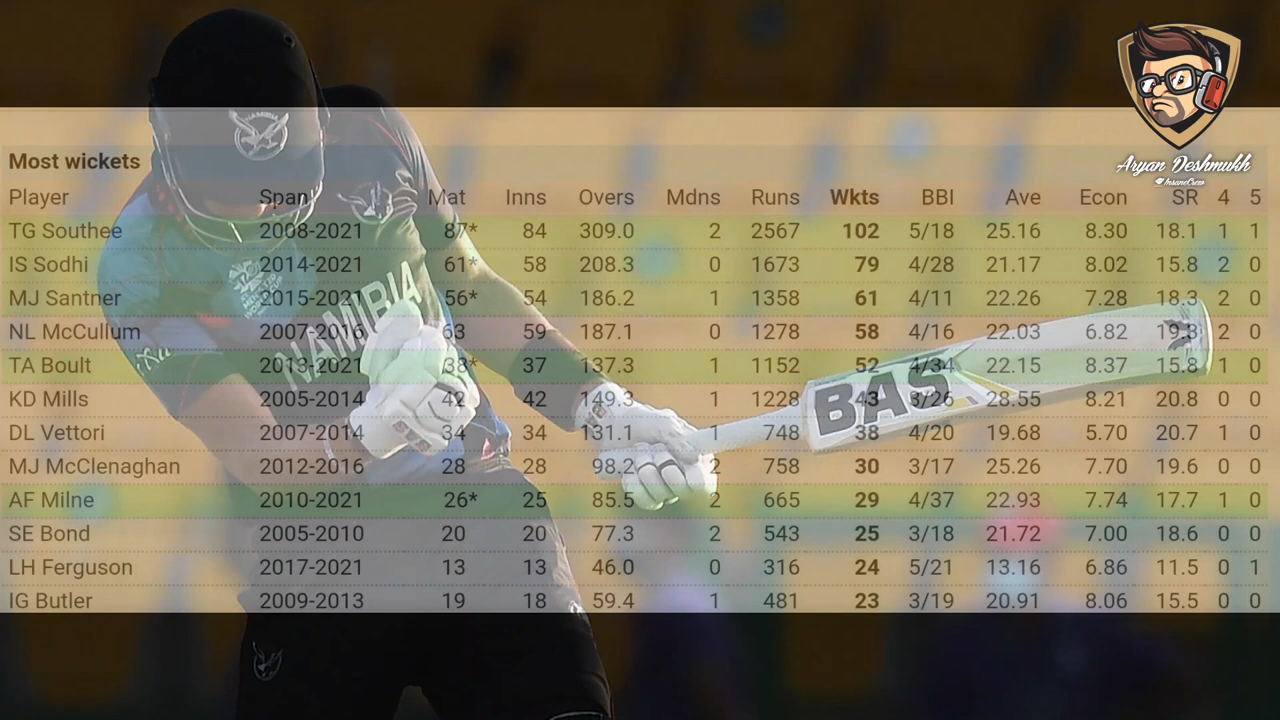 Aryan Deshmukh
#InsaneCrew
Most wickets
Player Span Mat Inns Overs Mdns Runs Wkts BBI Ave Econ SR 4 5
TG Southee 2008-2021 87* 84 309.0 2 2567 102 5/18 25.16 8.30 18.1 1 1
IS Sodhi 2014-2021 61* 58 208.3 0 1673 79 4/28 21.17 8.02 15.8 2 0
MJ Santner 2015-2021 56* 54 186.2 1 1358 61 4/11 22.26 7.28 18.3 2 0
NL McCullum 2007-2016 63 59 187.1 0 1278 58 4/16 22.03 6.82 19.3 2 0
TA Boult 2013-2021 38* 37 137.3 1 1152 52 4/34 22.15 8.37 15.8 1 0
KD Mills 2005-2014 42 42 149.3 1 1228 43 3/26 28.55 8.21 20.8 0 0
DL Vettori 2007-2014 34 34 131.1 1 748 38 4/20 19.68 5.70 20.7 1 0
MJ McClenaghan 2012-2016 28 28 98.2 2 758 30 3/17 25.26 7.70 19.6 0 0
AF Milne 2010-2021 26* 25 85.5 2 665 29 4/37 22.93 7.74 17.7 1 0
SE Bond 2005-2010 20 20 77.3 2 543 25 3/18 21.72 7.00 18.6 0 0
LH Ferguson 2017-2021 13 13 46.0 0 316 24 5/21 13.16 6.86 11.5 0 1
IG Butler 2009-2013 19 18 59.4 1 481 23 3/19 20.91 8.06 15.5 0 0
NAMIBIA
NAMIBIA
BAS